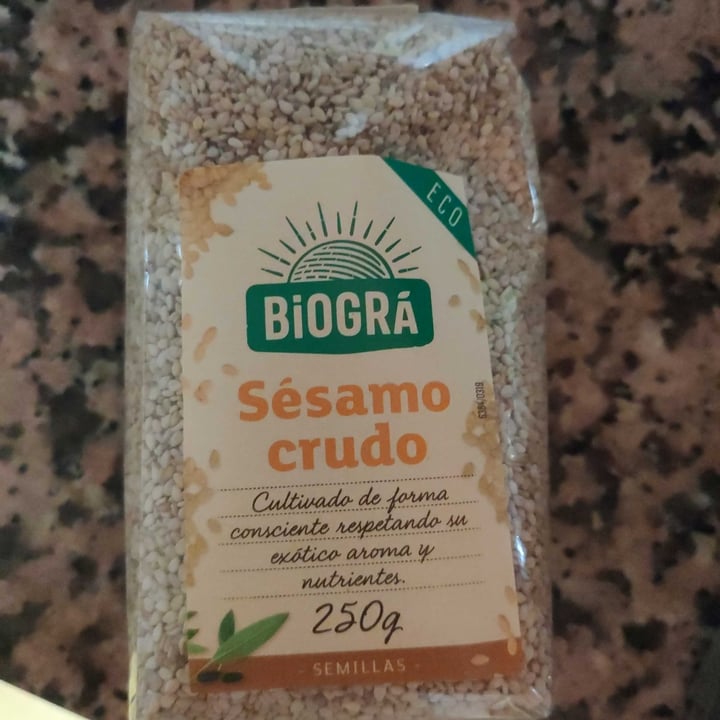 ECO
BiOGRÁ
Sésamo
crudo
Cultivado de forma
consciente respetando su
exótico aroma y
nutrientes.
250g
- SEMILLAS -